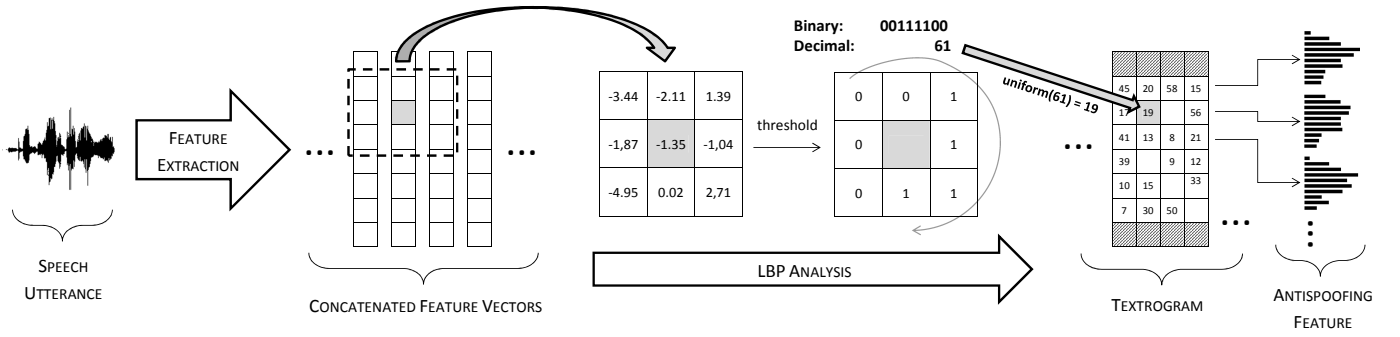 Binary: 00111100
Decimal: 61
FEATURE
EXTRACTION
-3.44 -2.11 1.39
-1,87 -1.35 -1,04
-4.95 0.02 2,71
threshold
0 0 1
0 1
0 1 1
uniform(61) = 19
45 20 58 15
17 19 56
41 13 8 21
39 9 12
10 15 33
7 30 50
SPEECH
UTTERANCE
CONCATENATED FEATURE VECTORS
LBP ANALYSIS
TEXTROGRAM
ANTISPOOFING
FEATURE